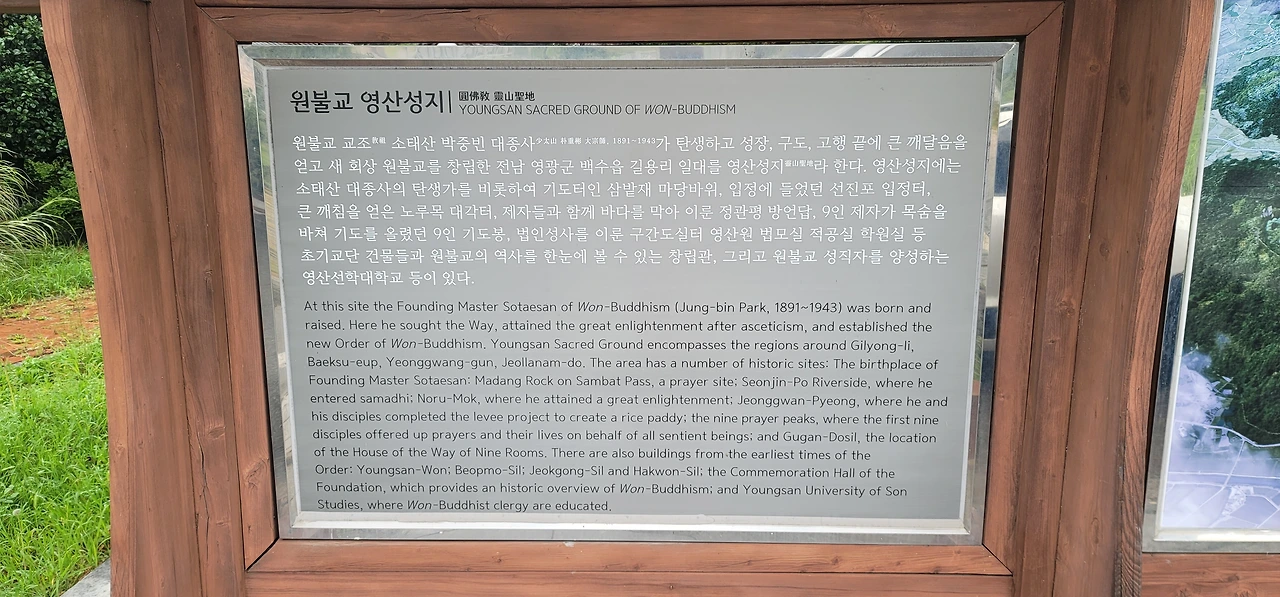 원불교 영산성지| 圓佛敎 靈山聖地
YOUNGSAN SACRED GROUND OF WON-BUDDHISM
원불교 교조敎祖 소태산 박중빈 대종사少太山 朴重彬 大宗師, 1891~1943가 탄생하고 성장, 구도, 고행 끝에 큰 깨달음을
얻고 새 회상 원불교를 창립한 전남 영광군 백수읍 길용리 일대를 영산성지靈山聖地라 한다. 영산성지에는
소태산 대종사의 탄생가를 비롯하여 기도터인 삼밭재 마당바위, 입정에 들었던 선진포 입정터,
큰 깨침을 얻은 노루목 대각터, 제자들과 함께 바다를 막아 이룬 정관평 방언답, 9인 제자가 목숨을
바쳐 기도를 올렸던 9인 기도봉, 법인성사를 이룬 구간도실터 영산원 법모실 적공실 학원실 등
초기교단 건물들과 원불교의 역사를 한눈에 볼 수 있는 창립관, 그리고 원불교 성직자를 양성하는
영산선학대학교 등이 있다.
At this site the Founding Master Sotaesan of Won-Buddhism (Jung-bin Park, 1891~1943) was born and
raised. Here he sought the Way, attained the great enlightenment after asceticism, and established the
new Order of Won-Buddhism. Youngsan Sacred Ground encompasses the regions around Gilyong-li,
Baeksu-eup, Yeonggwang-gun, Jeollanam-do. The area has a number of historic sites: The birthplace of
Founding Master Sotaesan: Madang Rock on Sambat Pass, a prayer site; Seonjin-Po Riverside, where he
entered samadhi; Noru-Mok, where he attained a great enlightenment; Jeonggwan-Pyeong, where he and
his disciples completed the levee project to create a rice paddy; the nine prayer peaks, where the first nine
disciples offered up prayers and their lives on behalf of all sentient beings; and Gugan-Dosil, the location
of the House of the Way of Nine Rooms. There are also buildings from the earliest times of the
Order: Youngsan-Won; Beopmo-Sil; Jeokgong-Sil and Hakwon-Sil; the Commemoration Hall of the
Foundation, which provides an historic overview of Won-Buddhism; and Youngsan University of Son
Studies, where Won-Buddhist clergy are educated.